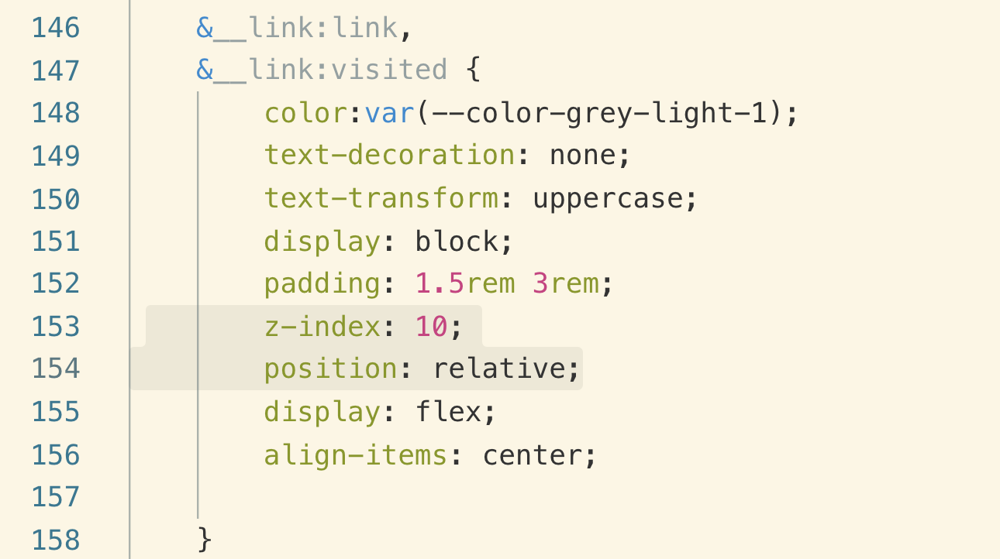 146 &__link:link,
147 &__link:visited {
148 color:var(--color-grey-light-1);
149 text-decoration: none;
150 text-transform: uppercase;
151 display: block;
152 padding: 1.5rem 3rem;
153 z-index: 10;
154 position: relative;
155 display: flex;
156 align-items: center;
157
158 }